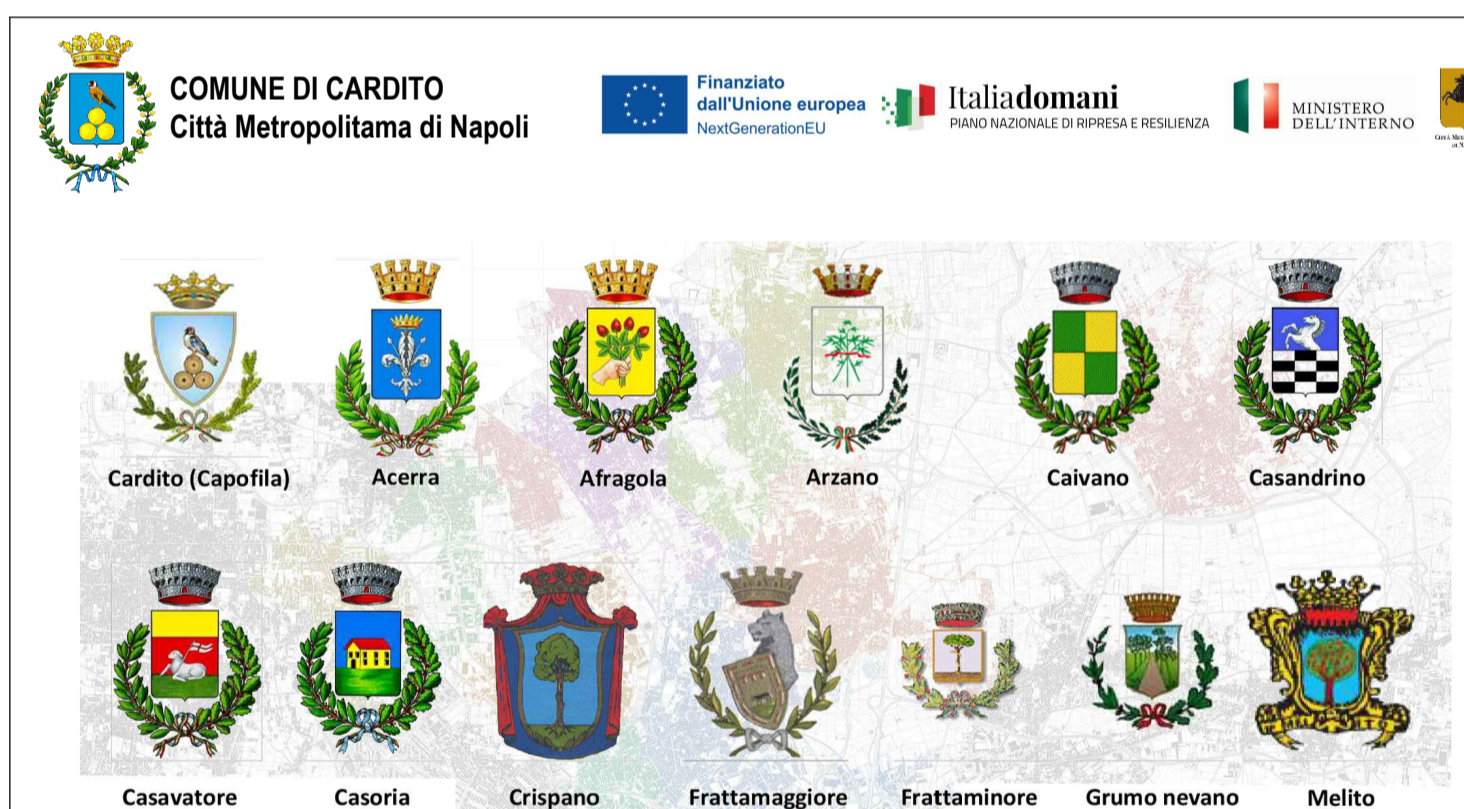 COMUNE DI CARDITO
Città Metropolitama di Napoli
Finanziato
dall'Unione europea
NextGenerationEU
Italiadomani
PIANO NAZIONALE DI RIPRESA E RESILIENZA
MINISTERO
DELL'INTERNO
Cardito (Capofila)
Acerra
Afragola
Arzano
Caivano
Casandrino
Casavatore
Casoria
Crispano
Frattamaggiore
Frattaminore
Grumo nevano
Melito